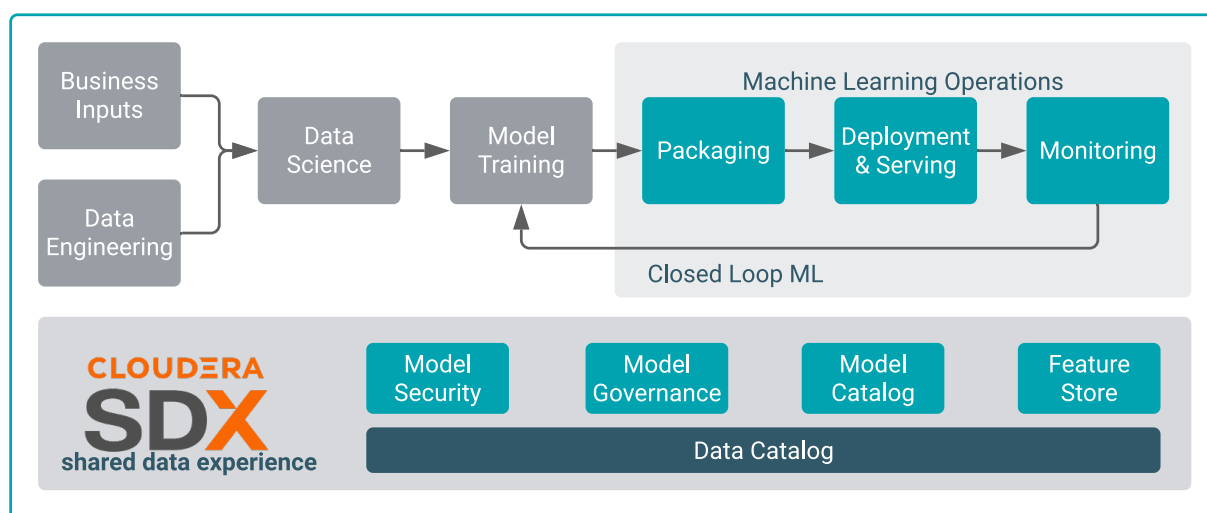 Business
Inputs
Data
Engineering
Data
Science
Model
Training
Machine Learning Operations
Packaging
Deployment
& Serving
Monitoring
Closed Loop ML
CLOUDERA
SDX
shared data experience
Model
Security
Model
Governance
Model
Catalog
Feature
Store
Data Catalog